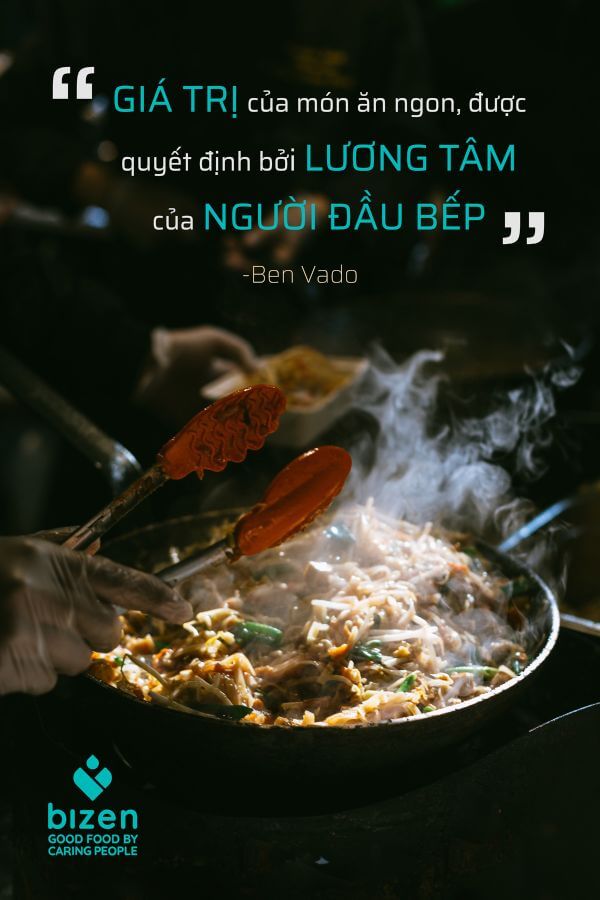 “ GIÁ TRỊ của món ăn ngon, được
quyết định bởi LƯƠNG TÂM
của NGƯỜI ĐẦU BẾP ”
-Ben Vado
bızen
GOOD FOOD BY
CARING PEOPLE